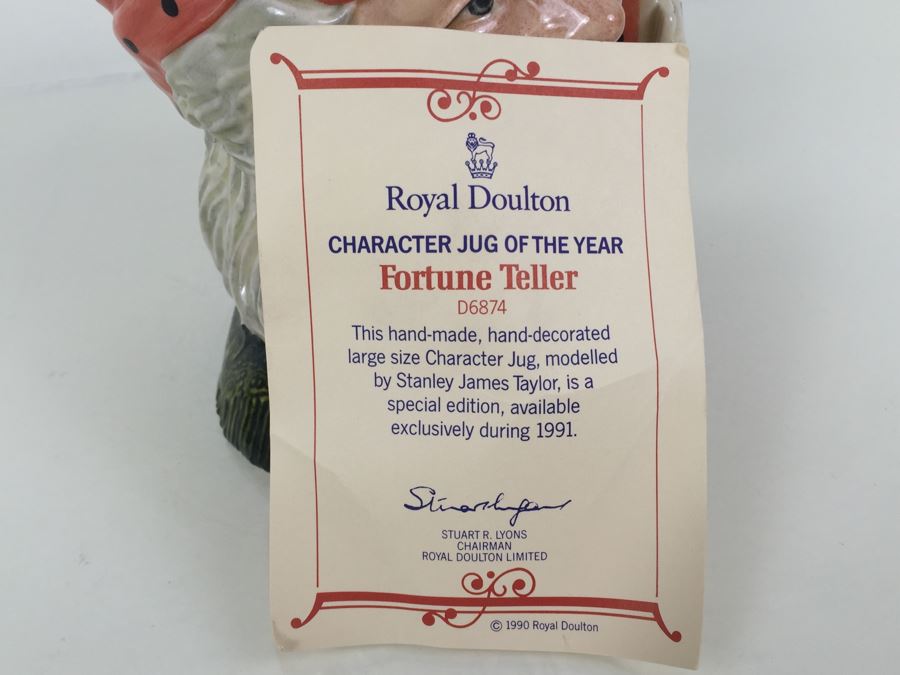 Royal Doulton
CHARACTER JUG OF THE YEAR
Fortune Teller
D6874
This hand-made, hand-decorated
large size Character Jug, modelled
by Stanley James Taylor, is a
special edition, available
exclusively during 1991.
Stuart Lyons
STUART R. LYONS
CHAIRMAN
ROYAL DOULTON LIMITED
© 1990 Royal Doulton